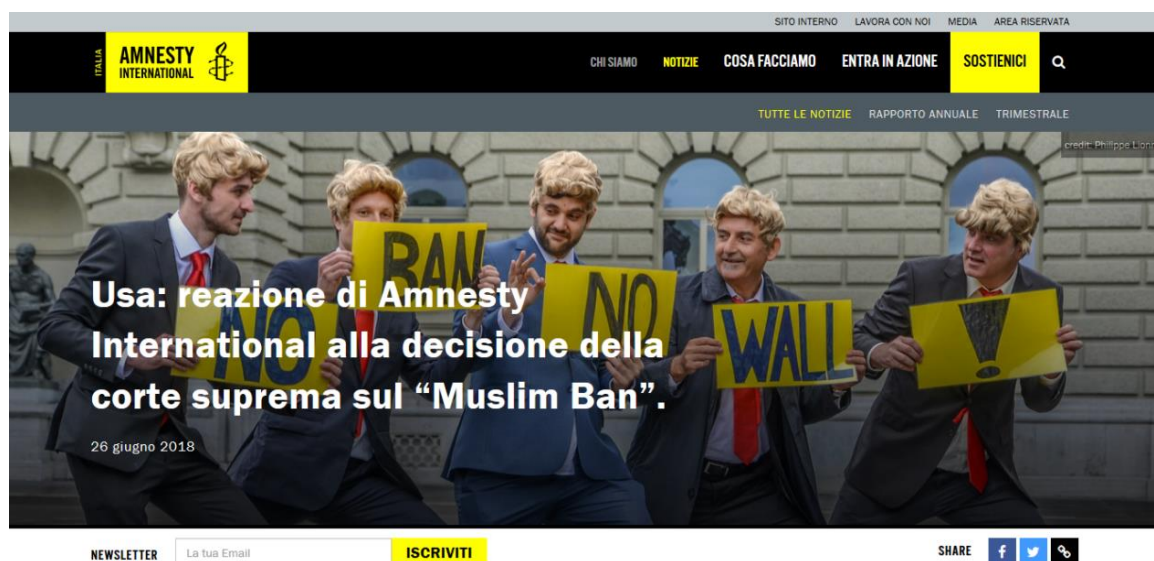 SITO INTERNO LAVORA CON NOI MEDIA AREA RISERVATA
ITALIA
AMNESTY
INTERNATIONAL
CHI SIAMO NOTIZIE COSA FACCIAMO ENTRA IN AZIONE SOSTIENICI
TUTTE LE NOTIZIE RAPPORTO ANNUALE TRIMESTRALE
credit: Philippe Lion
NO BAN NO WALL !
Usa: reazione di Amnesty
International alla decisione della
corte suprema sul “Muslim Ban”.
26 giugno 2018
NEWSLETTER La tua Email ISCRIVITI SHARE